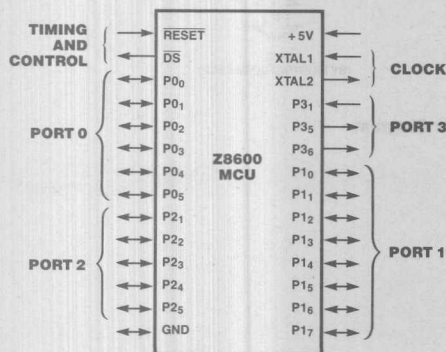 TIMING
AND
CONTROL
RESET
DS
PORT 0
P0₀
P0₁
P0₂
P0₃
P0₄
P0₅
PORT 2
P2₁
P2₂
P2₃
P2₄
P2₅
GND
Z8600
MCU
+5V
XTAL1
XTAL2
CLOCK
P3₁
P3₅
P3₆
PORT 3
P1₀
P1₁
P1₂
P1₃
P1₄
P1₅
P1₆
P1₇
PORT 1